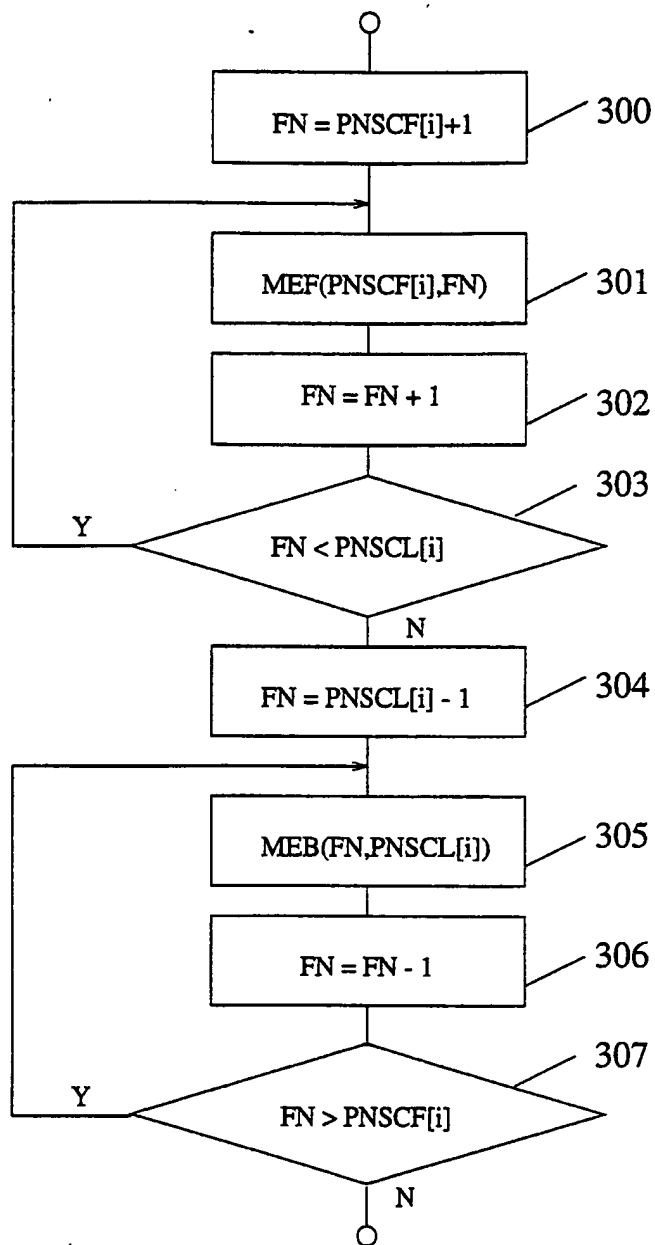 FN = PNSCF[i]+1
300
MEF(PNSCF[i],FN)
301
FN = FN + 1
302
303
FN < PNSCL[i]
Y
N
FN = PNSCL[i] - 1
304
MEB(FN,PNSCL[i])
305
FN = FN - 1
306
307
FN > PNSCF[i]
Y
N